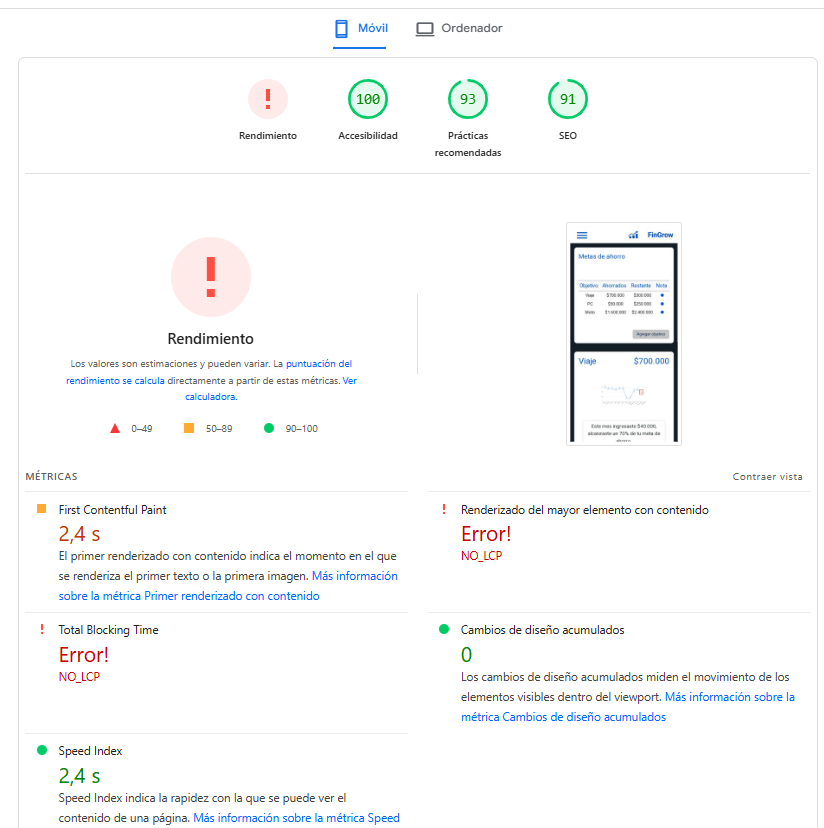 Móvil
Ordenador
!
100
93
91
Rendimiento
Accesibilidad
Prácticas
recomendadas
SEO
!
Rendimiento
Los valores son estimaciones y pueden variar. La puntuación del
rendimiento se calcula directamente a partir de estas métricas. Ver
calculadora.
0–49
50–89
90–100
FinGrow
Metas de ahorro
Objetivo Ahorrados Restante Nota
Viaje $700.000 $300.000
PC $50.000 $250.000
Moto $1.600.000 $2.400.000
Agregar objetivo
Viaje $700.000
Este mes ingresaste $40.000,
alcanzaste un 70% de tu meta de
ahorro
MÉTRICAS
Contraer vista
First Contentful Paint
2,4 s
El primer renderizado con contenido indica el momento en el que
se renderiza el primer texto o la primera imagen. Más información
sobre la métrica Primer renderizado con contenido
! Renderizado del mayor elemento con contenido
Error!
NO_LCP
! Total Blocking Time
Error!
NO_LCP
Cambios de diseño acumulados
0
Los cambios de diseño acumulados miden el movimiento de los
elementos visibles dentro del viewport. Más información sobre la
métrica Cambios de diseño acumulados
Speed Index
2,4 s
Speed Index indica la rapidez con la que se puede ver el
contenido de una página. Más información sobre la métrica Speed